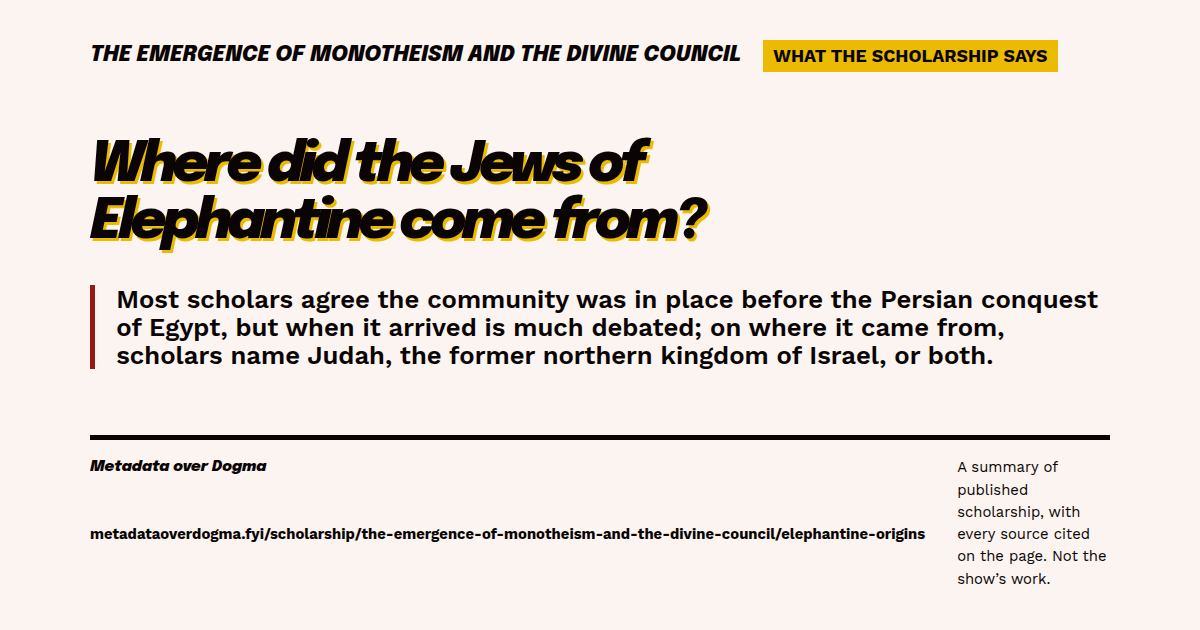 THE EMERGENCE OF MONOTHEISM AND THE DIVINE COUNCIL
WHAT THE SCHOLARSHIP SAYS
Where did the Jews of
Elephantine come from?
Most scholars agree the community was in place before the Persian conquest
of Egypt, but when it arrived is much debated; on where it came from,
scholars name Judah, the former northern kingdom of Israel, or both.
Metadata over Dogma
metadataoverdogma.fyi/scholarship/the-emergence-of-monotheism-and-the-divine-council/elephantine-origins
A summary of
published
scholarship, with
every source cited
on the page. Not the
show’s work.